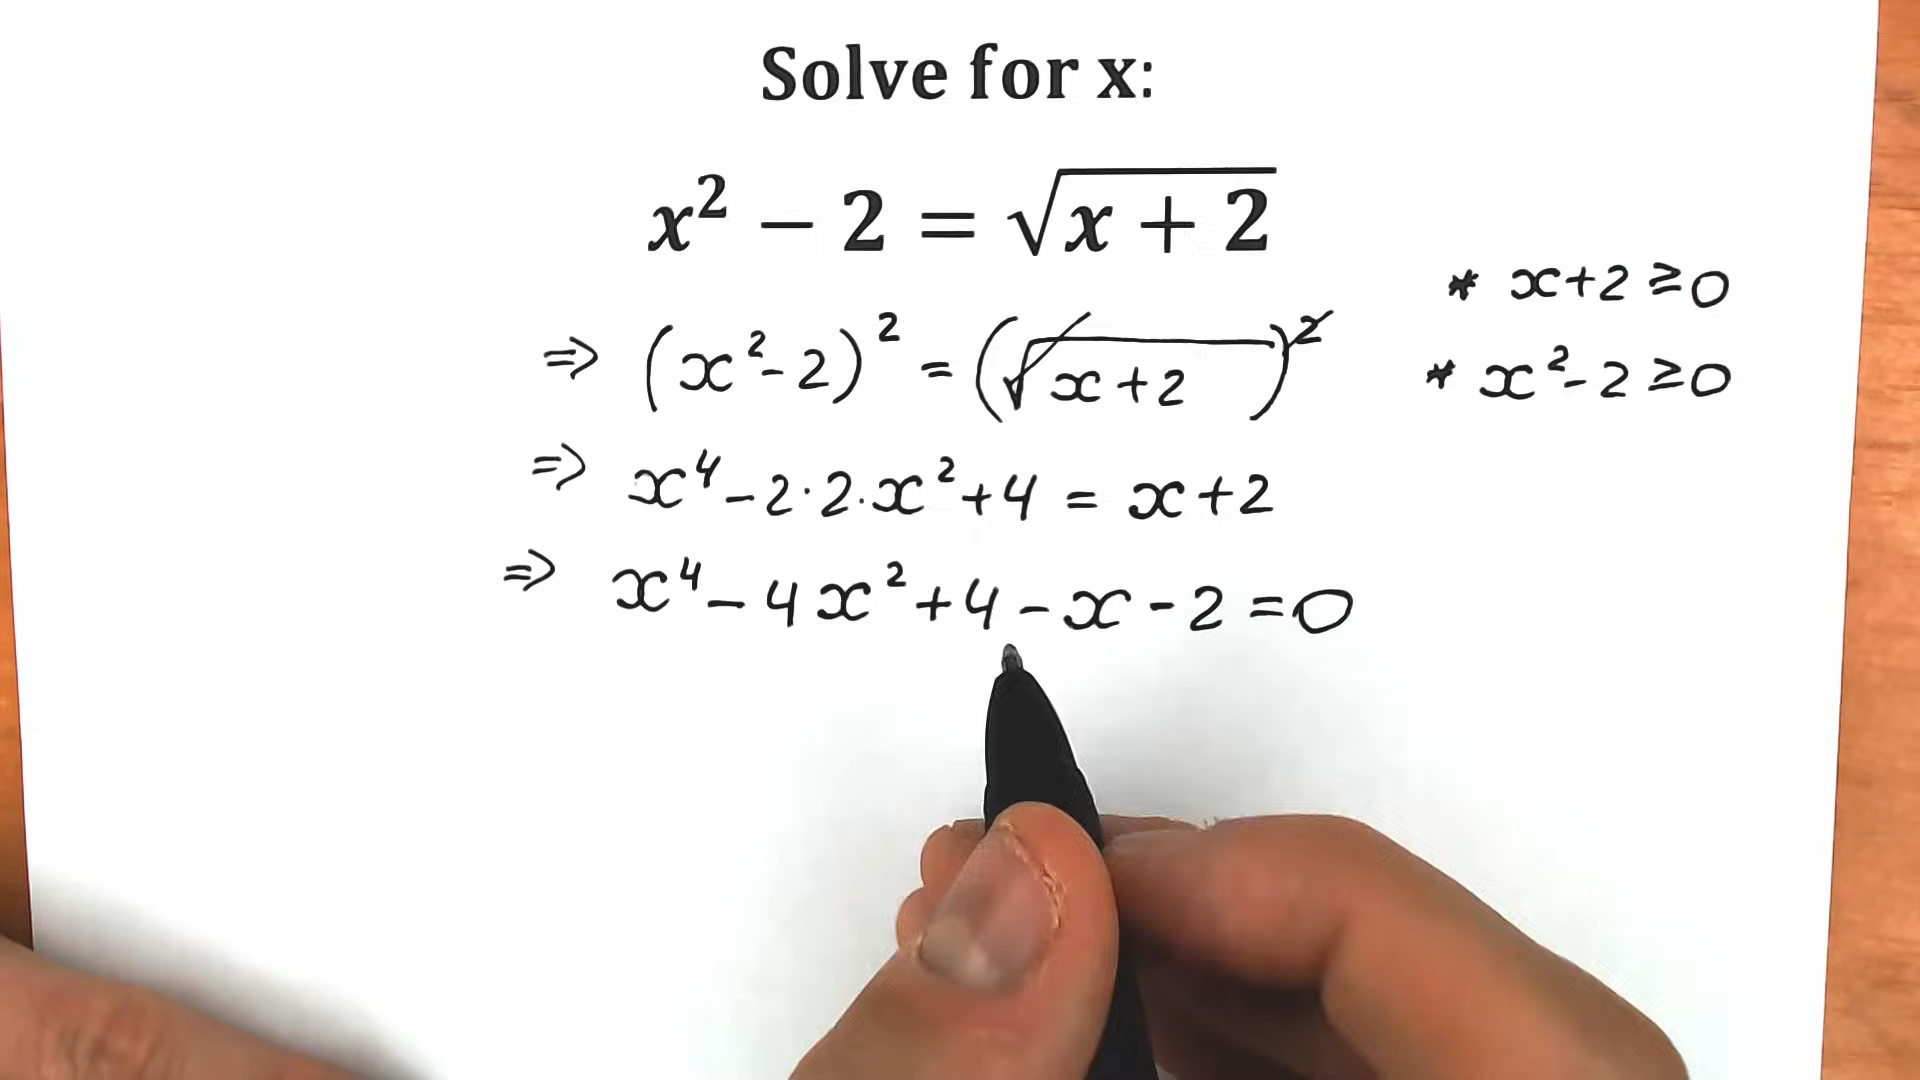 Solve for x:
x² − 2 = √(x + 2)
* x+2 ≥ 0
=> (x² - 2)² = (√(x+2))²
* x² - 2 ≥ 0
=> x⁴ - 2·2·x² + 4 = x+2
=> x⁴ - 4x² + 4 - x - 2 = 0